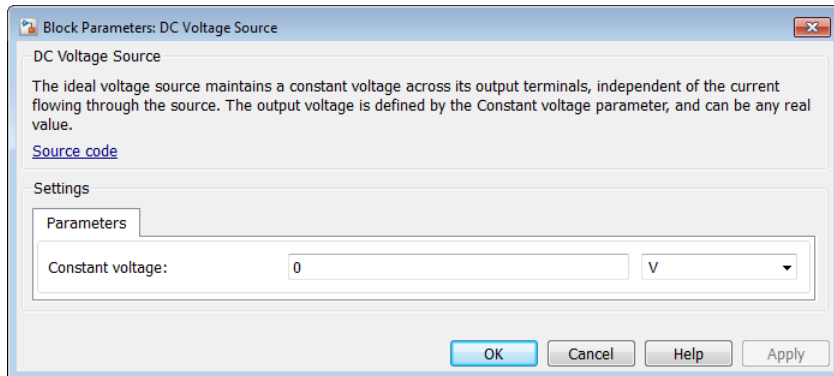 Block Parameters: DC Voltage Source
DC Voltage Source
The ideal voltage source maintains a constant voltage across its output terminals, independent of the current
flowing through the source. The output voltage is defined by the Constant voltage parameter, and can be any real
value.
Source code
Settings
Parameters
Constant voltage: 0 V
OK Cancel Help Apply